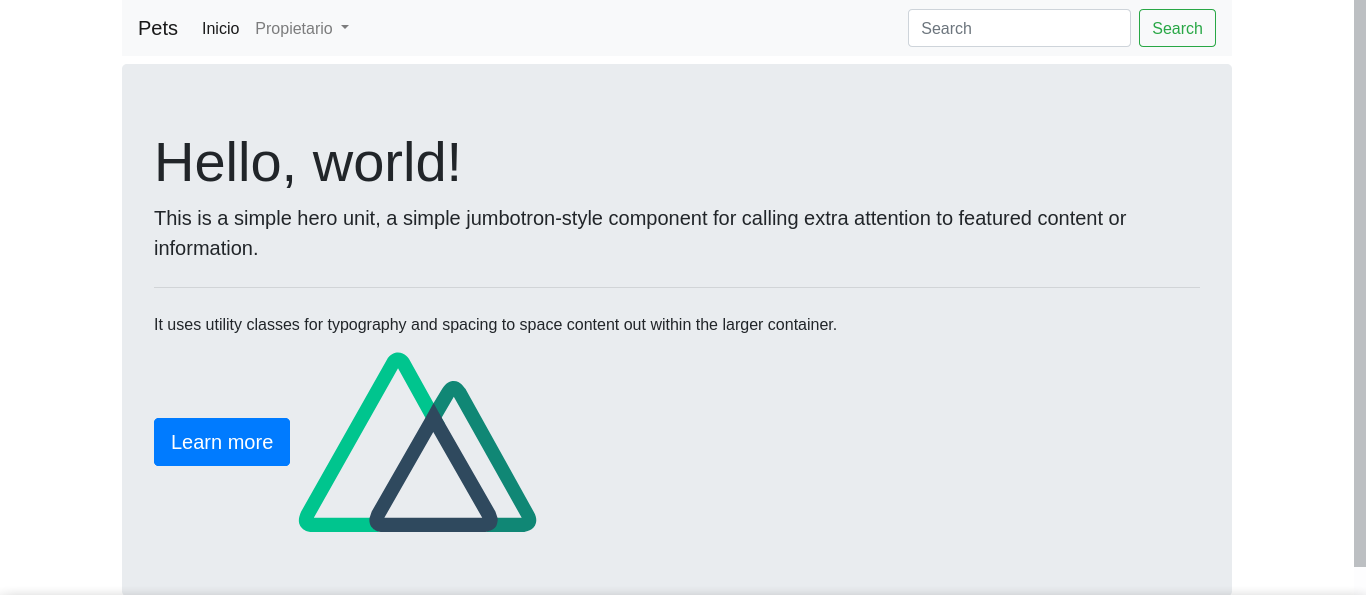 Pets Inicio Propietario Search Search
Hello, world!
This is a simple hero unit, a simple jumbotron-style component for calling extra attention to featured content or
information.
It uses utility classes for typography and spacing to space content out within the larger container.
Learn more